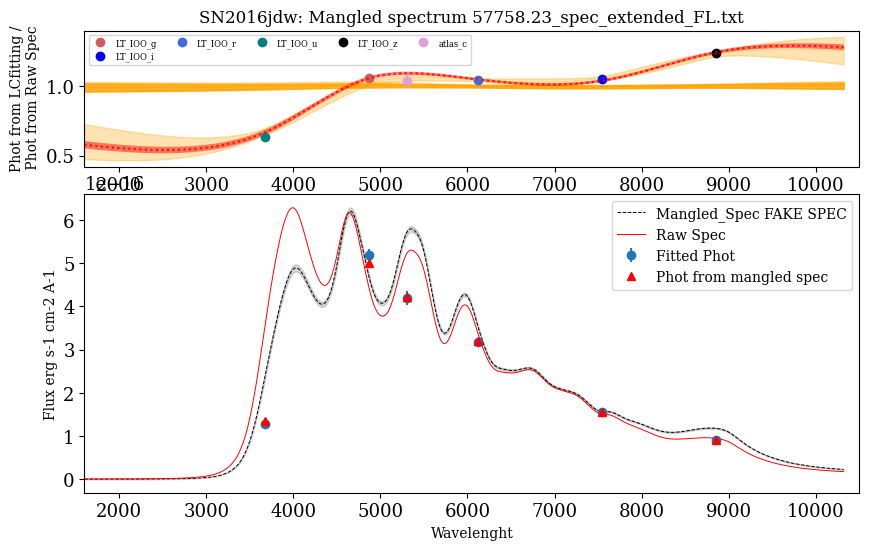 SN2016jdw: Mangled spectrum 57758.23_spec_extended_FL.txt
Phot from LCfitting /
Phot from Raw Spec
1.0
0.5
LT_IOO_g LT_IOO_r LT_IOO_u LT_IOO_z atlas_c
LT_IOO_i
2000 3000 4000 5000 6000 7000 8000 9000 10000
1e−16
Flux erg s-1 cm-2 A-1
6
5
4
3
2
1
0
Mangled_Spec FAKE SPEC
Raw Spec
Fitted Phot
Phot from mangled spec
2000 3000 4000 5000 6000 7000 8000 9000 10000
Wavelenght